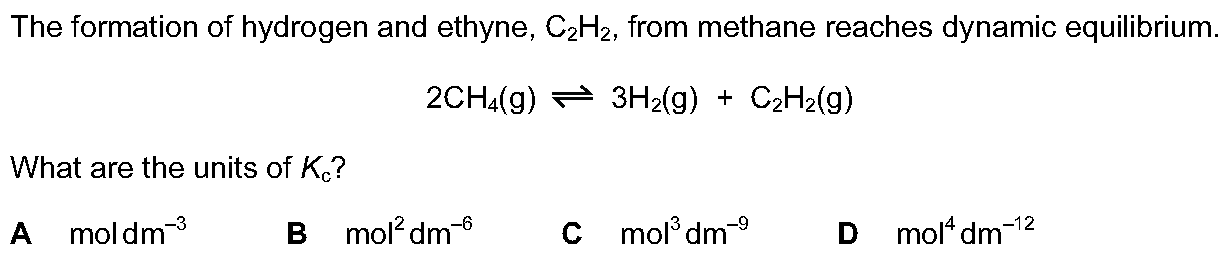 The formation of hydrogen and ethyne, C₂H₂, from methane reaches dynamic equilibrium.
2CH₄(g) ⇌ 3H₂(g) + C₂H₂(g)
What are the units of K꜀?
A mol dm⁻³ B mol² dm⁻⁶ C mol³ dm⁻⁹ D mol⁴ dm⁻¹²